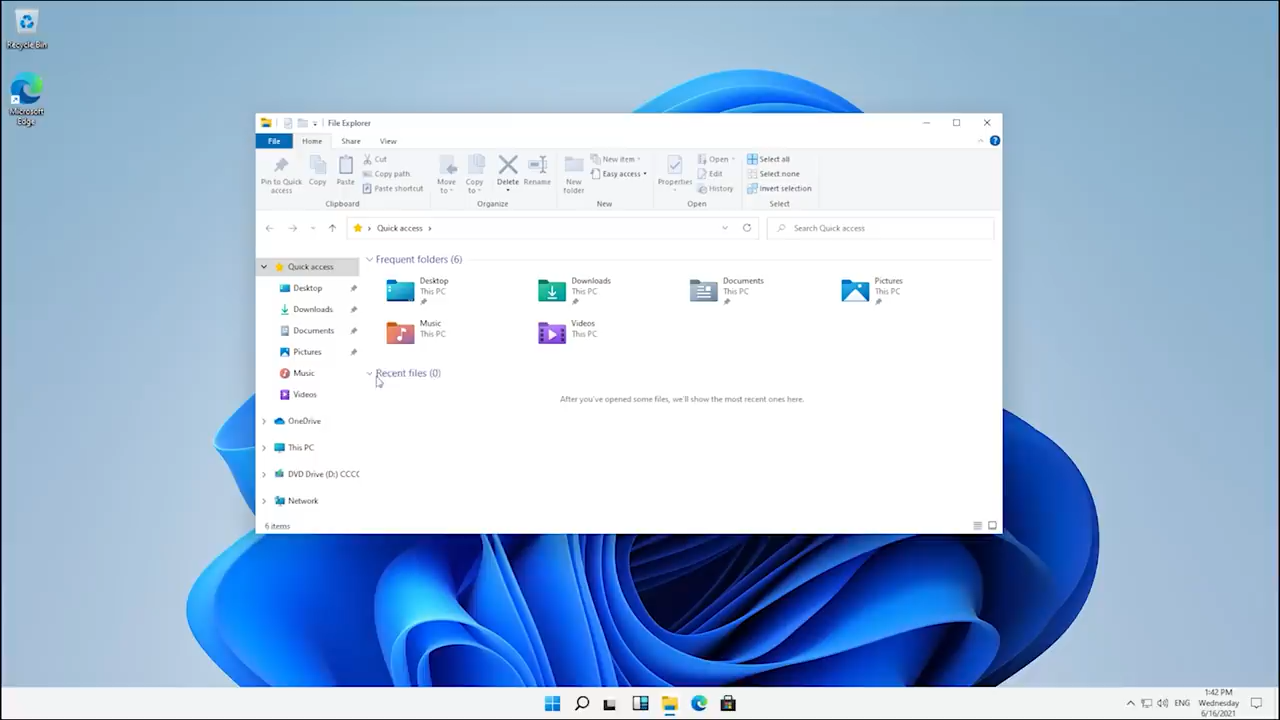 Recycle Bin
Microsoft
Edge
File Explorer
File
Home
Share
View
Pin to Quick
access
Copy
Paste
Cut
Copy path
Paste shortcut
Clipboard
Move
to
Copy
to
Delete
Rename
Organize
New
folder
New item
Easy access
New
Properties
Open
Edit
History
Open
Select all
Select none
Invert selection
Select
Quick access
Search Quick access
Quick access
Desktop
Downloads
Documents
Pictures
Music
Videos
OneDrive
This PC
DVD Drive (D:) CCCC
Network
Frequent folders (6)
Desktop
This PC
Downloads
This PC
Documents
This PC
Pictures
This PC
Music
This PC
Videos
This PC
Recent files (0)
After you've opened some files, we'll show the most recent ones here.
6 items
ENG
1:42 PM
Wednesday
6/16/2021